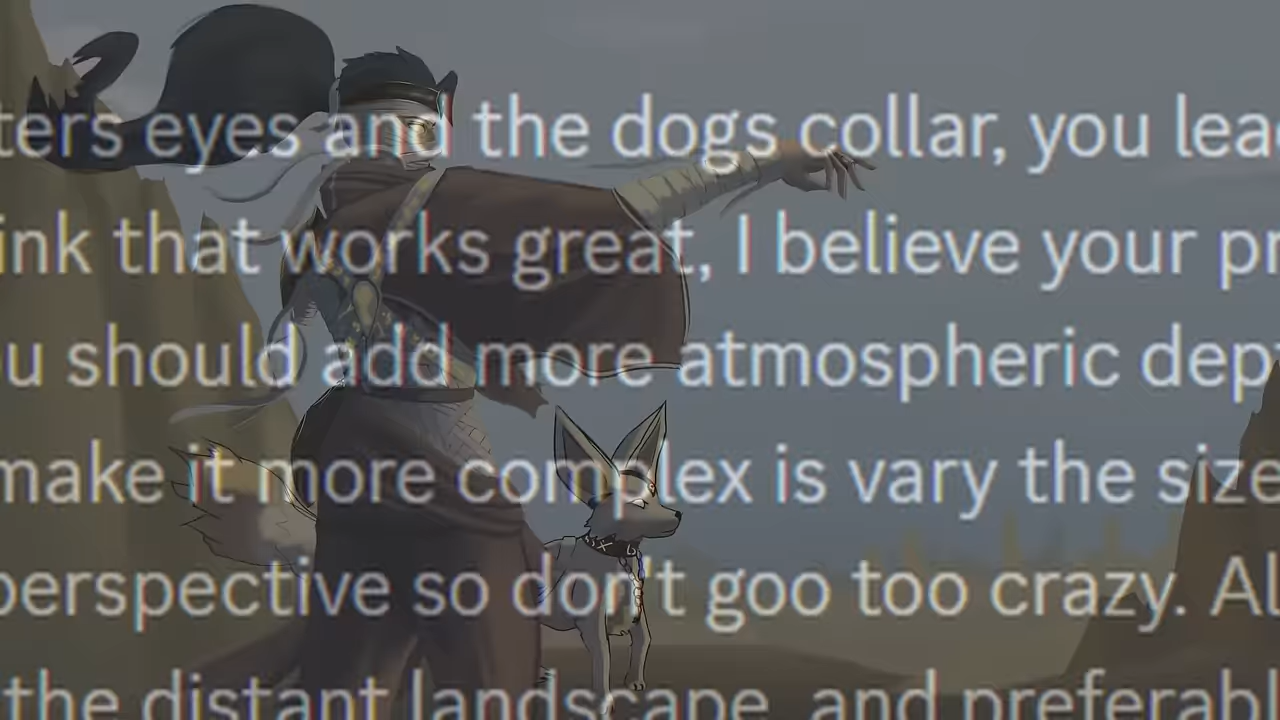 ters eyes and the dogs collar, you lea
ink that works great, I believe your pr
u should add more atmospheric dep
make it more complex is vary the size
perspective so don't goo too crazy. Al
the distant landscape, and preferabl